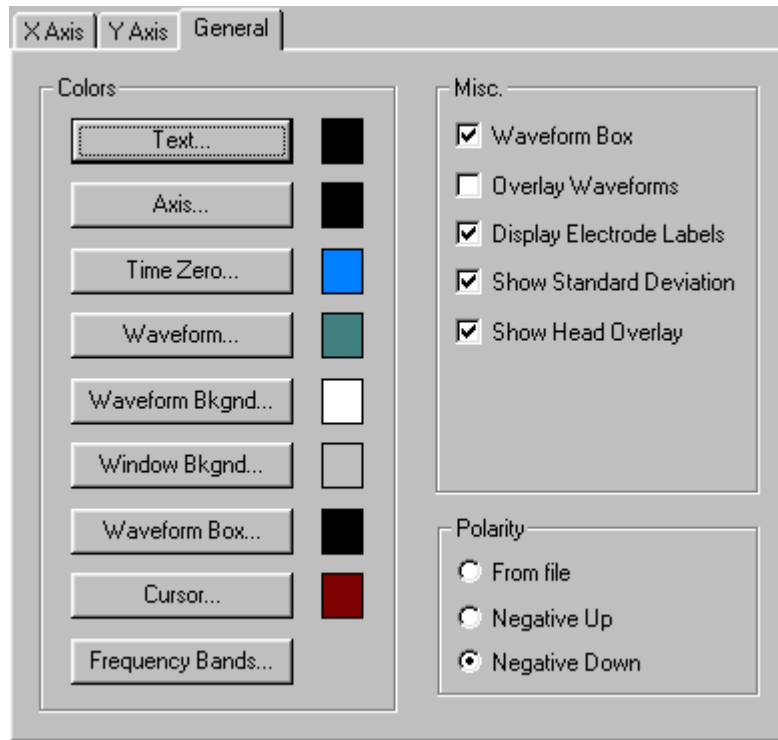 X Axis
Y Axis
General
Colors
Text...
Axis...
Time Zero...
Waveform...
Waveform Bkgnd...
Window Bkgnd...
Waveform Box...
Cursor...
Frequency Bands...
Misc.
Waveform Box
Overlay Waveforms
Display Electrode Labels
Show Standard Deviation
Show Head Overlay
Polarity
From file
Negative Up
Negative Down